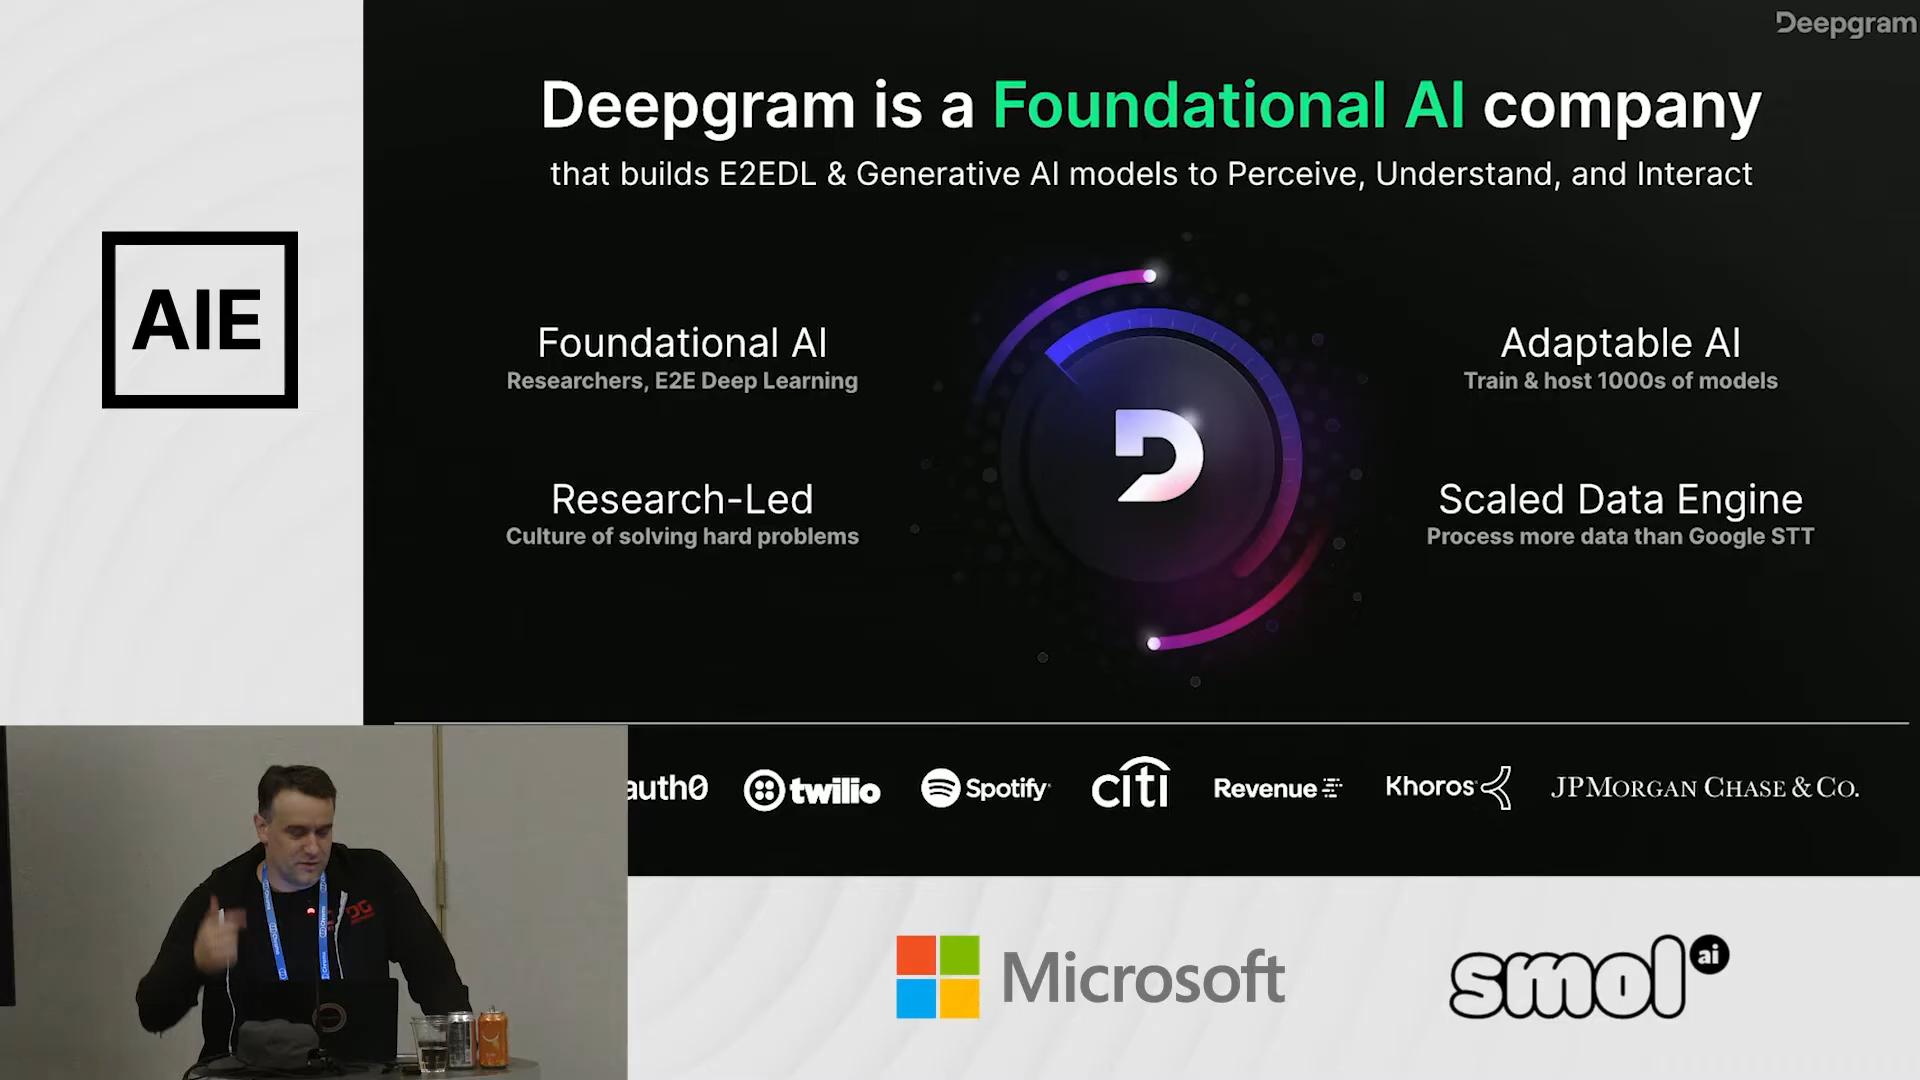 Deepgram
Deepgram is a Foundational AI company
that builds E2EDL & Generative AI models to Perceive, Understand, and Interact
AIE
Foundational AI
Researchers, E2E Deep Learning
Adaptable AI
Train & host 1000s of models
Research-Led
Culture of solving hard problems
Scaled Data Engine
Process more data than Google STT
auth0
twilio
Spotify
citi
Revenue
Khoros
JPMORGAN CHASE & CO.
DG
Microsoft
smol ai